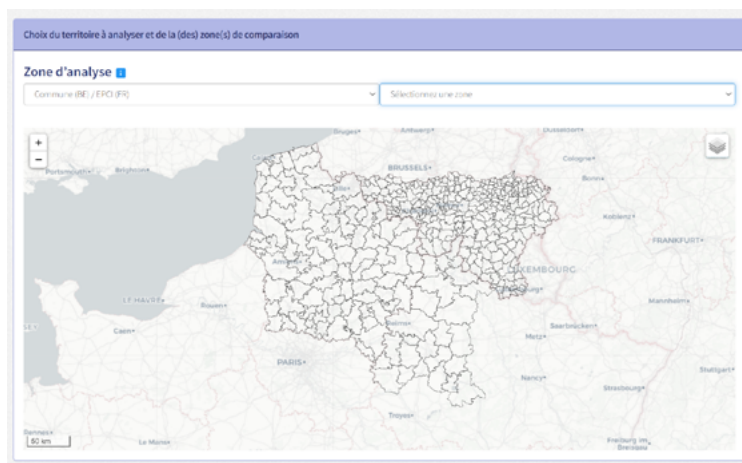 Choix du territoire à analyser et de la (des) zone(s) de comparaison
Zone d'analyse i
Commune (BE) / EPCI (FR)
Sélectionnez une zone
+
−
Bruges
Antwerp
Düsseldorf
Portsmouth
Brighton
BRUSSELS
Cologne
Bonn
Koblenz
FRANKFURT
LUXEMBOURG
LE HAVRE
Rouen
Amiens
Caen
Reims
Mannheim
Saarbrücken
Metz
PARIS
Stuttgart
Nancy
Strasbourg
Troyes
Rennes
Le Mans
Freiburg im
Breisgau
50 km